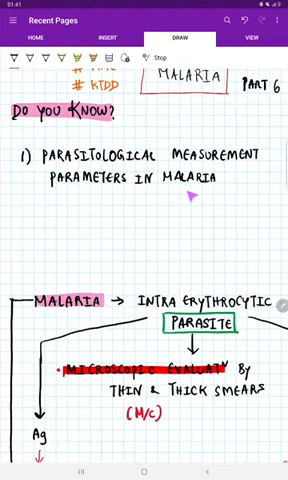 01:41
Recent Pages
HOME INSERT DRAW VIEW
Stop
MALARIA
# KTDD
PART 6
DO YOU KNOW?
1) PARASITOLOGICAL MEASUREMENT
PARAMETERS IN MALARIA
MALARIA → INTRA ERYTHROCYTIC
PARASITE
• MICROSCOPIC EVALUATN BY
THIN & THICK SMEARS
(M/C)
Ag